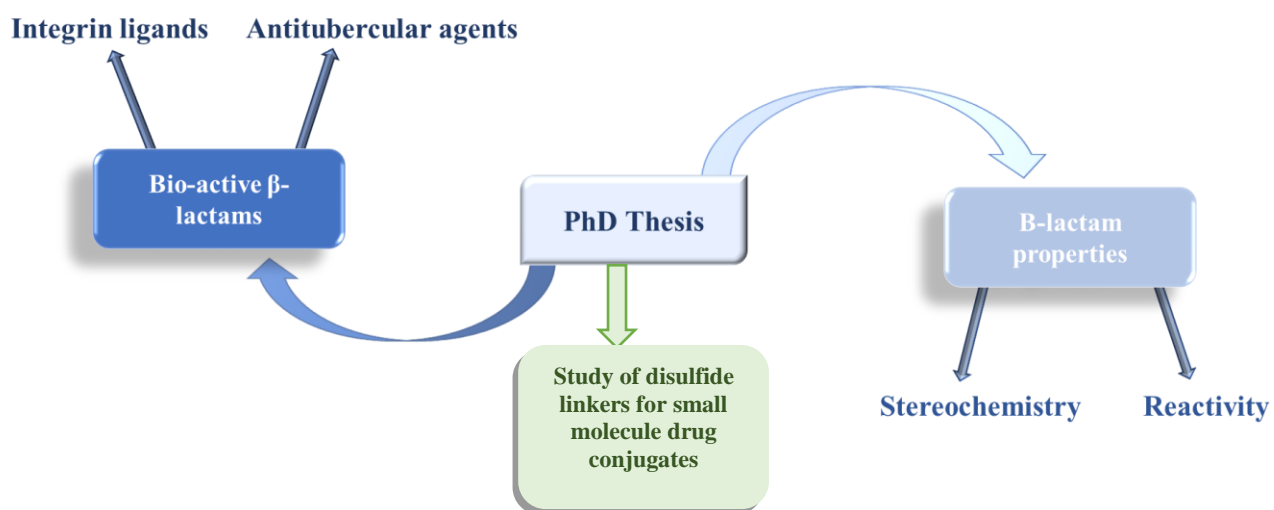 Integrin ligands
Antitubercular agents
Bio-active β-
lactams
PhD Thesis
B-lactam
properties
Study of disulfide
linkers for small
molecule drug
conjugates
Stereochemistry
Reactivity